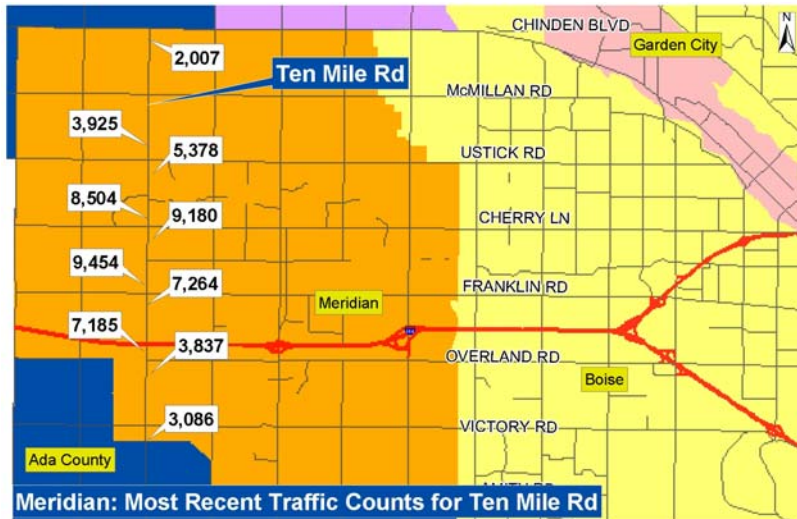 CHINDEN BLVD
Garden City
N
2,007
Ten Mile Rd
McMILLAN RD
3,925
5,378
USTICK RD
8,504
9,180
CHERRY LN
9,454
7,264
FRANKLIN RD
Meridian
7,185
3,837
OVERLAND RD
Boise
3,086
VICTORY RD
Ada County
AMITY RD
Meridian: Most Recent Traffic Counts for Ten Mile Rd